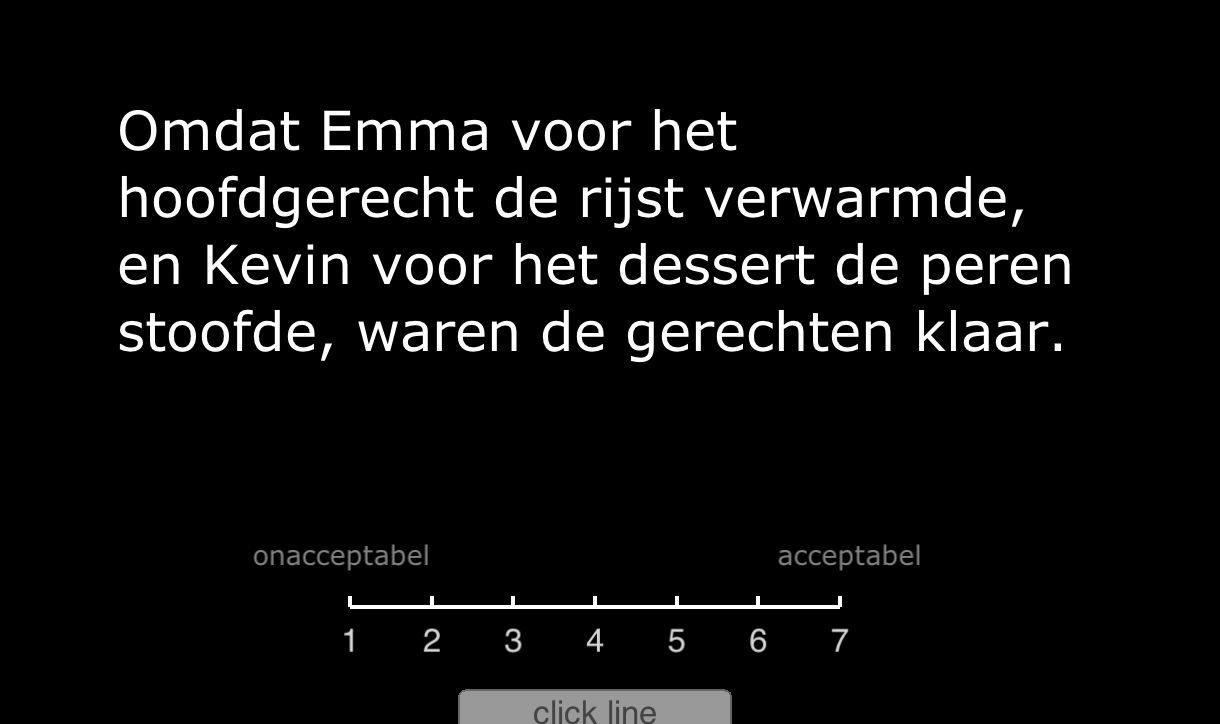 Omdat Emma voor het
hoofdgerecht de rijst verwarmde,
en Kevin voor het dessert de peren
stoofde, waren de gerechten klaar.
onacceptabel acceptabel
1 2 3 4 5 6 7
click line